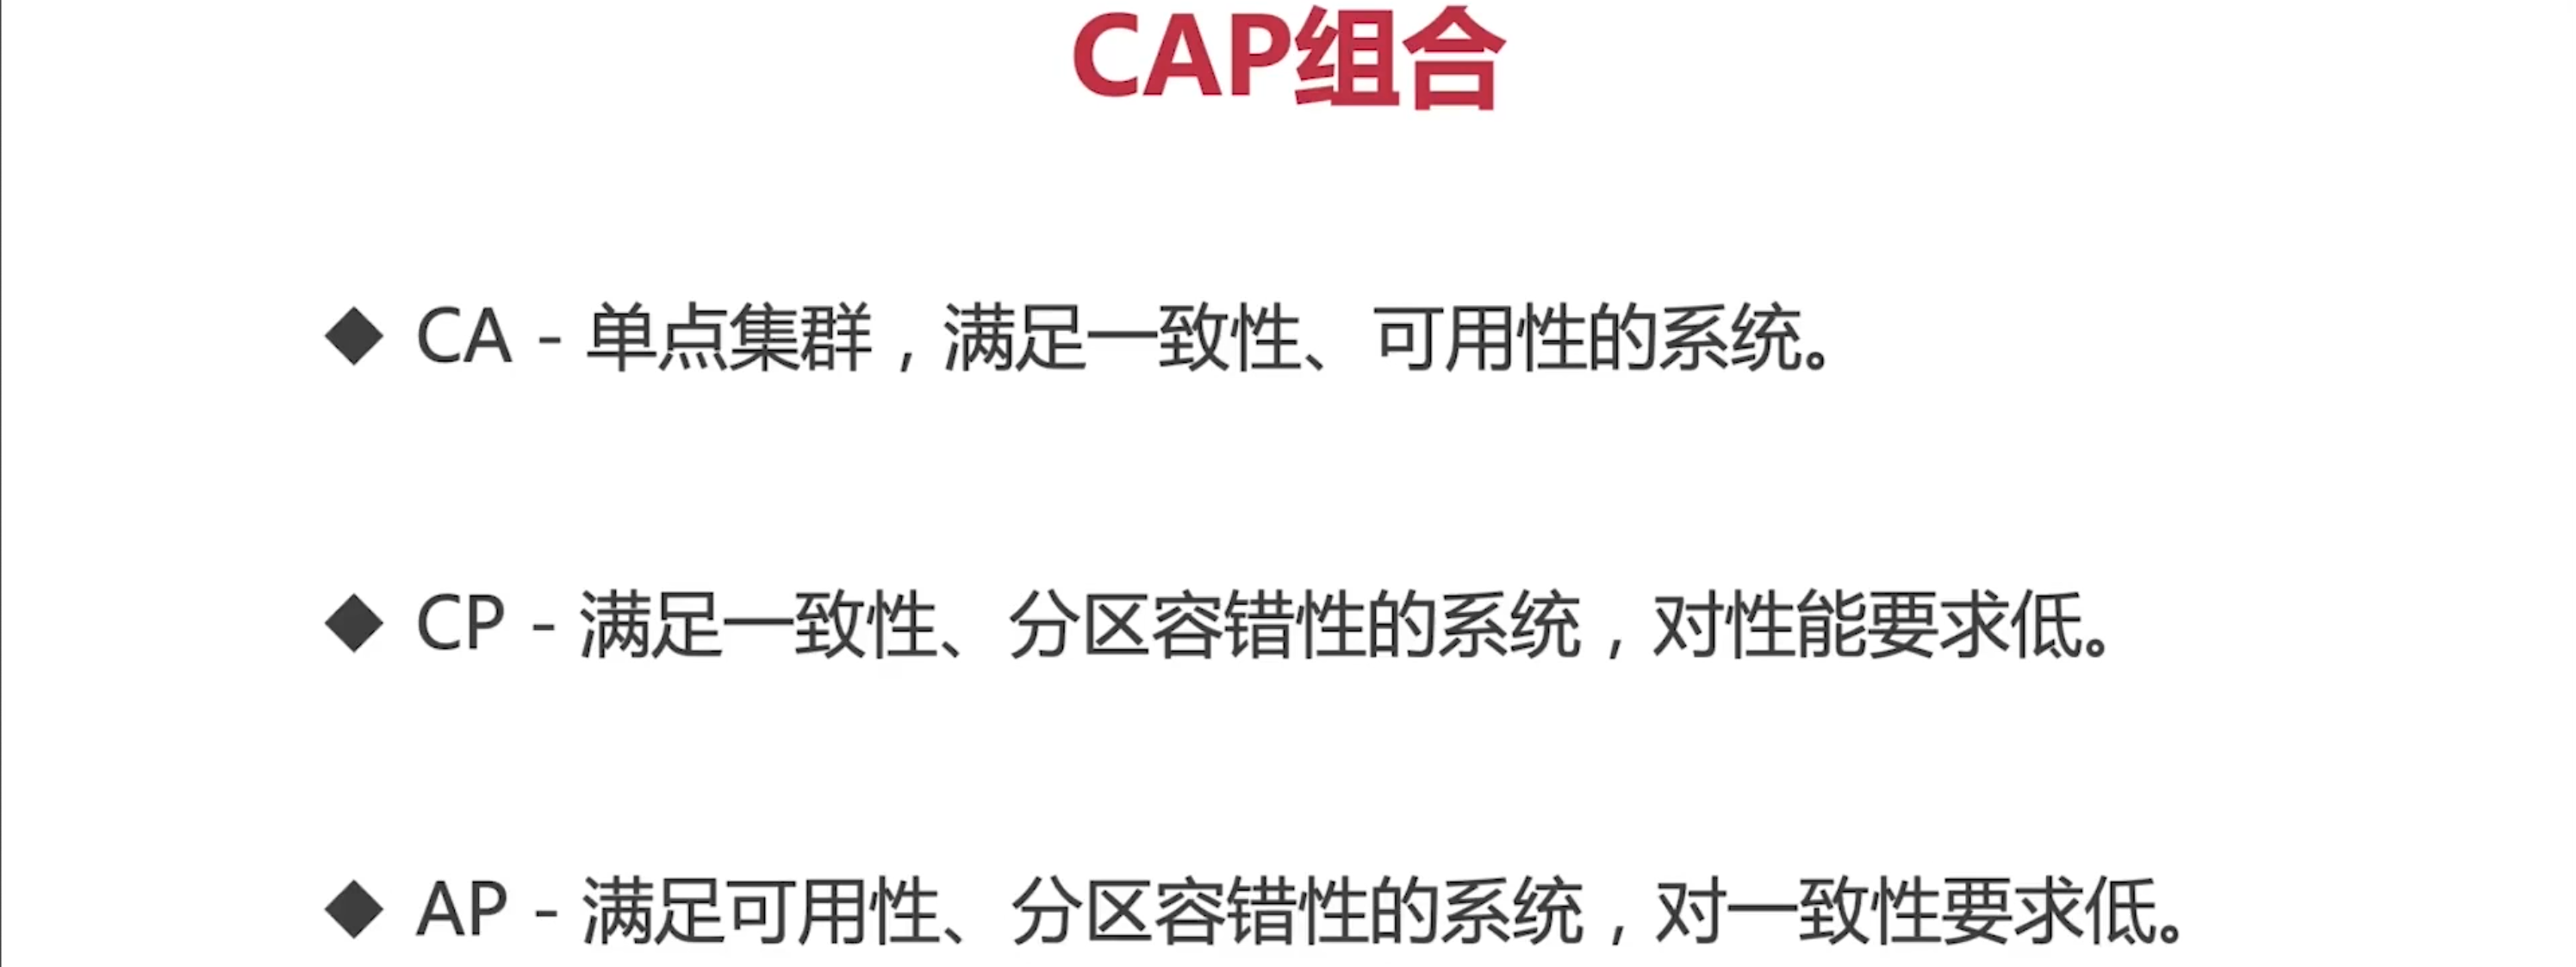 CAP组合
◆ CA - 单点集群，满足一致性、可用性的系统。
◆ CP - 满足一致性、分区容错性的系统，对性能要求低。
◆ AP - 满足可用性、分区容错性的系统，对一致性要求低。